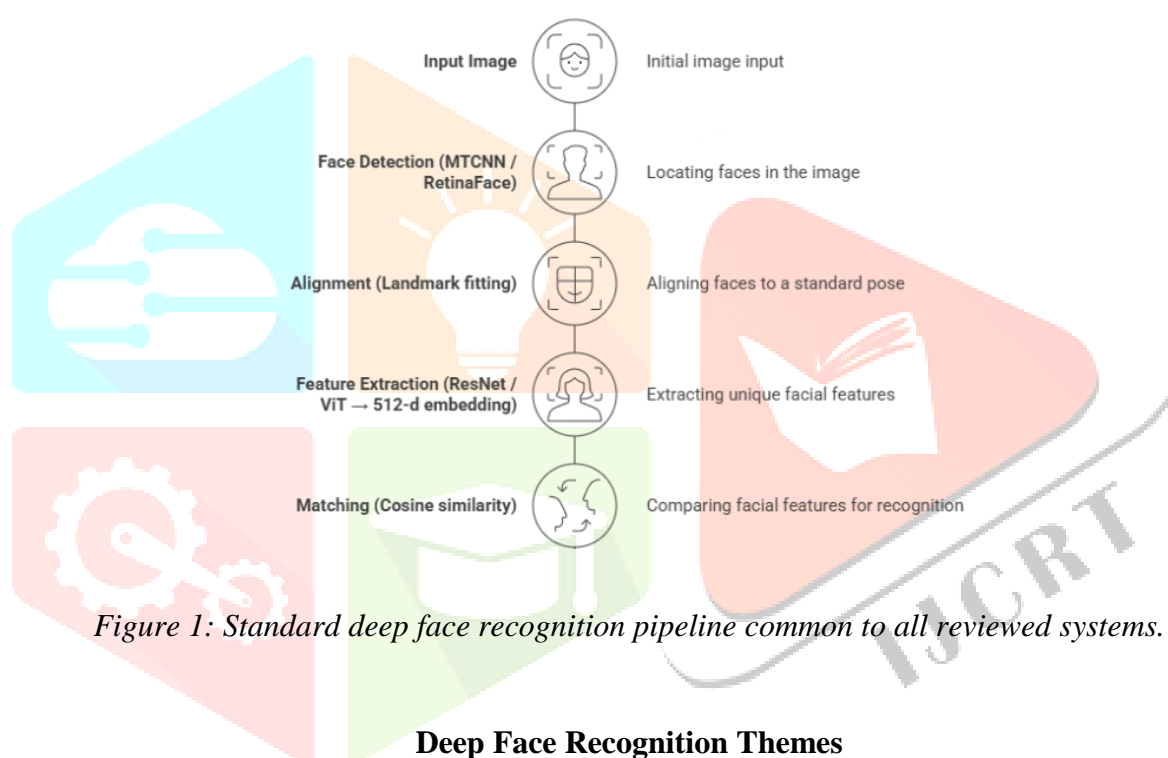 Input Image
Initial image input
Face Detection (MTCNN /
RetinaFace)
Locating faces in the image
Alignment (Landmark fitting)
Aligning faces to a standard pose
Feature Extraction (ResNet /
ViT → 512-d embedding)
Extracting unique facial features
Matching (Cosine similarity)
Comparing facial features for recognition
IJCRT
Figure 1: Standard deep face recognition pipeline common to all reviewed systems.
Deep Face Recognition Themes